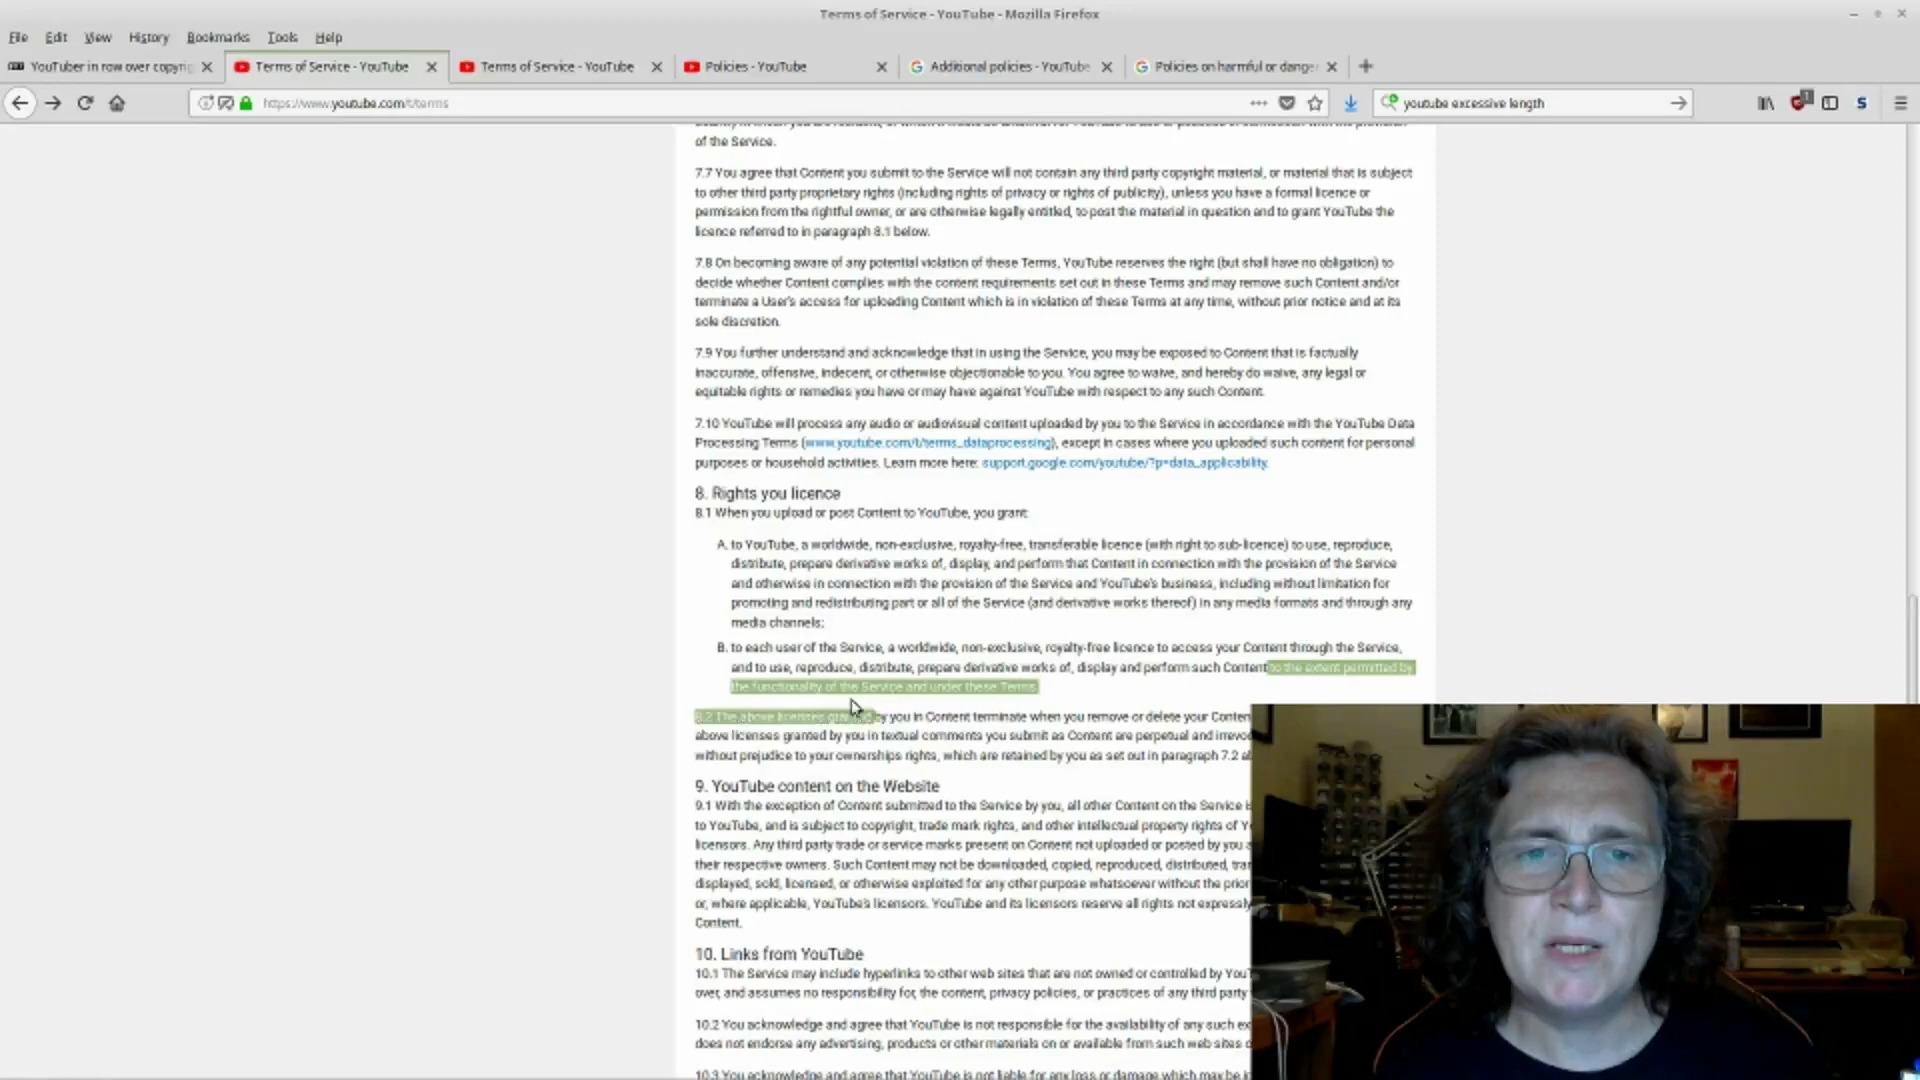 Terms of Service - YouTube - Mozilla Firefox
File Edit View History Bookmarks Tools Help
YouTuber in row over copyri
Terms of Service - YouTube
Terms of Service - YouTube
Policies - YouTube
Additional policies - YouTube
Policies on harmful or dange
https://www.youtube.com/t/terms
youtube excessive length
of the Service.
7.7 You agree that Content you submit to the Service will not contain any third party copyright material, or material that is subject
to other third party proprietary rights (including rights of privacy or rights of publicity), unless you have a formal licence or
permission from the rightful owner, or are otherwise legally entitled, to post the material in question and to grant YouTube the
licence referred to in paragraph 8.1 below.
7.8 On becoming aware of any potential violation of these Terms, YouTube reserves the right (but shall have no obligation) to
decide whether Content complies with the content requirements set out in these Terms and may remove such Content and/or
terminate a User's access for uploading Content which is in violation of these Terms at any time, without prior notice and at its
sole discretion.
7.9 You further understand and acknowledge that in using the Service, you may be exposed to Content that is factually
inaccurate, offensive, indecent, or otherwise objectionable to you. You agree to waive, and hereby do waive, any legal or
equitable rights or remedies you have or may have against YouTube with respect to any such Content.
7.10 YouTube will process any audio or audiovisual content uploaded by you to the Service in accordance with the YouTube Data
Processing Terms (www.youtube.com/t/terms_dataprocessing), except in cases where you uploaded such content for personal
purposes or household activities. Learn more here: support.google.com/youtube/?p=data_applicability.
8. Rights you licence
8.1 When you upload or post Content to YouTube, you grant:
A. to YouTube, a worldwide, non-exclusive, royalty-free, transferable licence (with right to sub-licence) to use, reproduce,
distribute, prepare derivative works of, display, and perform that Content in connection with the provision of the Service
and otherwise in connection with the provision of the Service and YouTube's business, including without limitation for
promoting and redistributing part or all of the Service (and derivative works thereof) in any media formats and through any
media channels;
B. to each user of the Service, a worldwide, non-exclusive, royalty-free licence to access your Content through the Service,
and to use, reproduce, distribute, prepare derivative works of, display and perform such Content to the extent permitted by
the functionality of the Service and under these Terms.
8.2 The above licenses granted by you in Content terminate when you remove or delete your Conten
above licenses granted by you in textual comments you submit as Content are perpetual and irrevo
without prejudice to your ownerships rights, which are retained by you as set out in paragraph 7.2 a
9. YouTube content on the Website
9.1 With the exception of Content submitted to the Service by you, all other Content on the Service i
to YouTube, and is subject to copyright, trade mark rights, and other intellectual property rights of Y
licensors. Any third party trade or service marks present on Content not uploaded or posted by you a
their respective owners. Such Content may not be downloaded, copied, reproduced, distributed, tra
displayed, sold, licensed, or otherwise exploited for any other purpose whatsoever without the prior
or, where applicable, YouTube's licensors. YouTube and its licensors reserve all rights not expressly
Content.
10. Links from YouTube
10.1 The Service may include hyperlinks to other web sites that are not owned or controlled by You
over, and assumes no responsibility for, the content, privacy policies, or practices of any third party
10.2 You acknowledge and agree that YouTube is not responsible for the availability of any such ex
does not endorse any advertising, products or other materials on or available from such web sites o
10.3 You acknowledge and agree that YouTube is not liable for any loss or damage which may be i